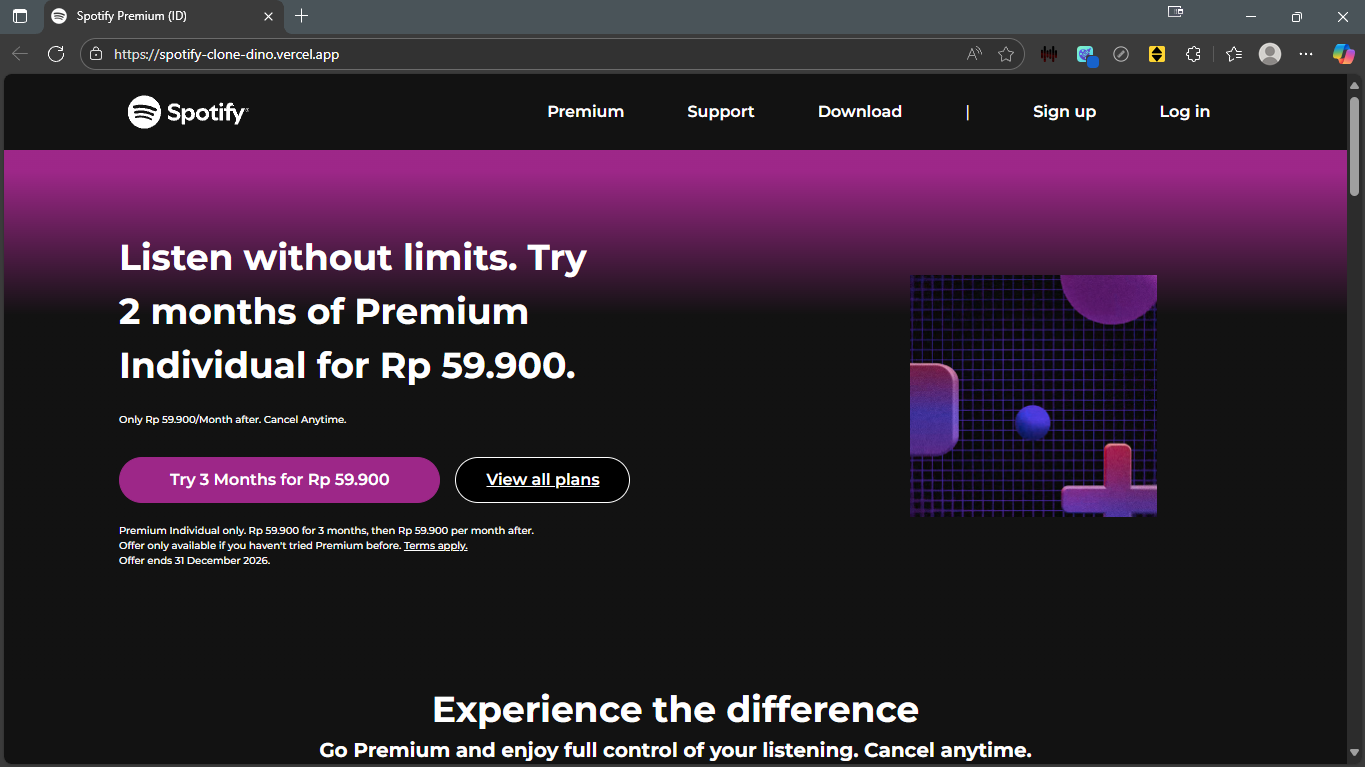 Spotify Premium (ID)
https://spotify-clone-dino.vercel.app
Spotify
Premium
Support
Download
|
Sign up
Log in
Listen without limits. Try
2 months of Premium
Individual for Rp 59.900.
Only Rp 59.900/Month after. Cancel Anytime.
Try 3 Months for Rp 59.900
View all plans
Premium Individual only. Rp 59.900 for 3 months, then Rp 59.900 per month after.
Offer only available if you haven't tried Premium before. Terms apply.
Offer ends 31 December 2026.
Experience the difference
Go Premium and enjoy full control of your listening. Cancel anytime.